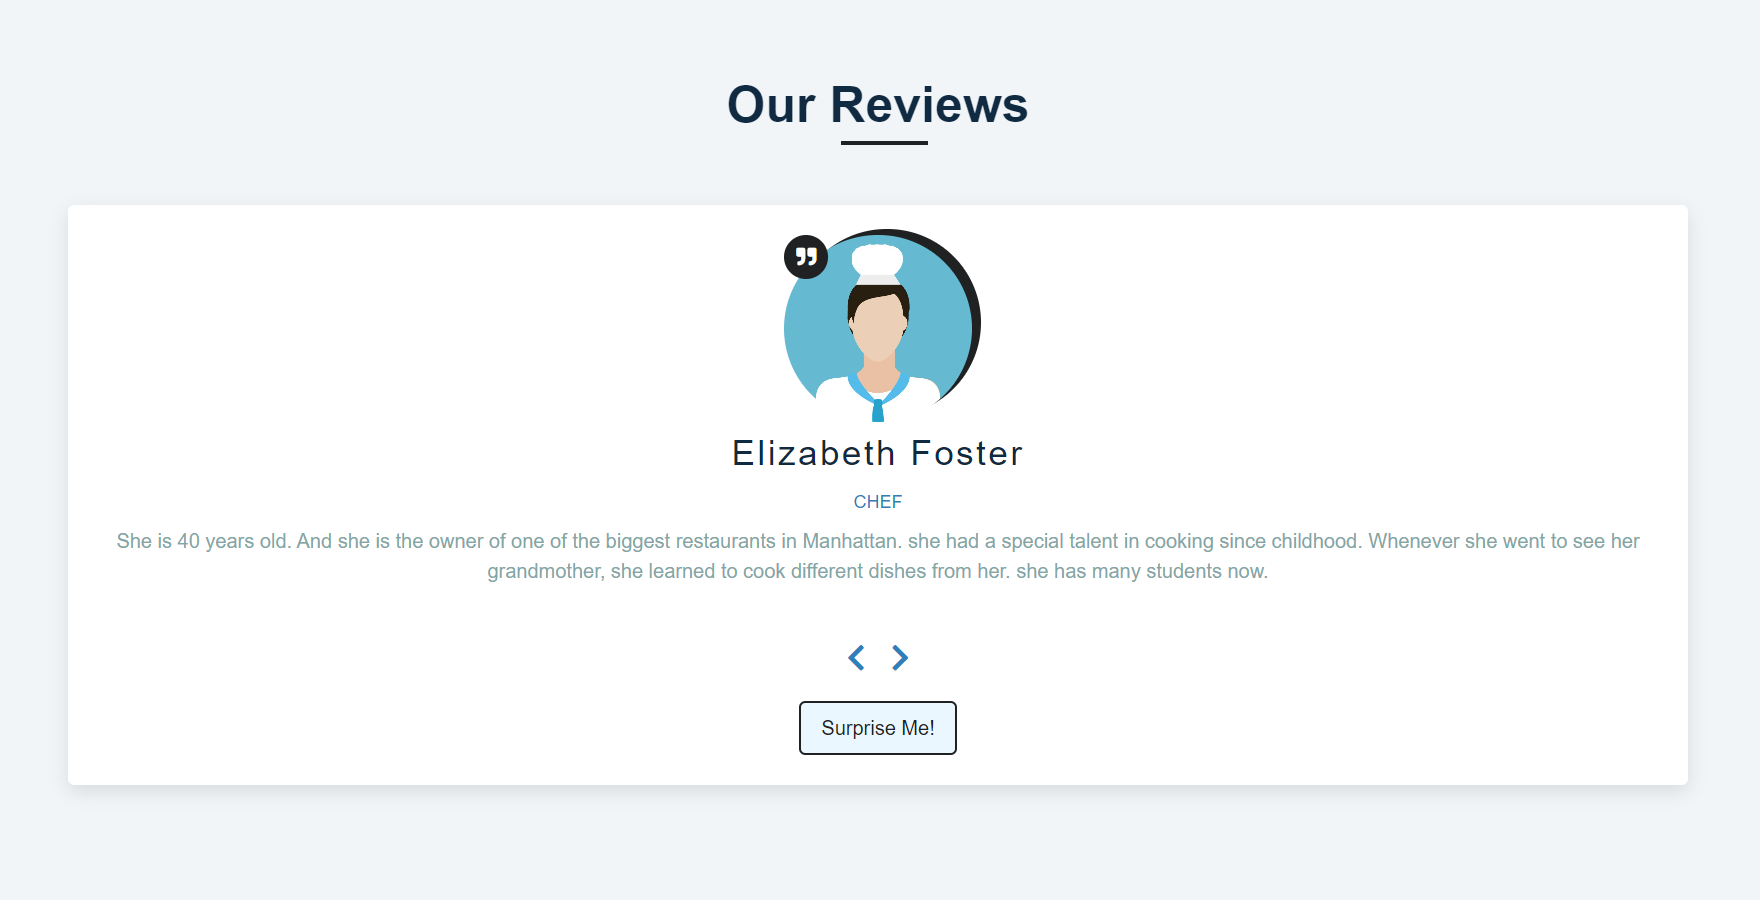 Our Reviews
Elizabeth Foster
CHEF
She is 40 years old. And she is the owner of one of the biggest restaurants in Manhattan. she had a special talent in cooking since childhood. Whenever she went to see her
grandmother, she learned to cook different dishes from her. she has many students now.
Surprise Me!